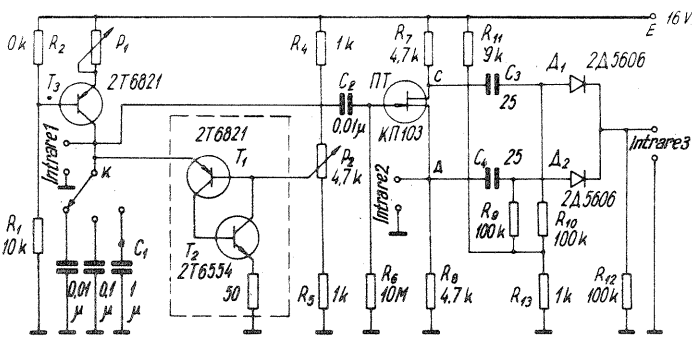 16 V
E
0k
R2
P1
R4
1k
R7
4,7k
R11
9k
Д1
2Д5606
T3
2T6821
C2
ПТ
С
C3
25
0,01µ
КП103
Intrare1
2T6821
T1
P2
4,7k
Intrare2
Д
C4
25
Д2
2Д5606
Intrare3
K
R1
10k
T2
2T6554
R9
100k
R10
100k
C1
0,01
µ
0,1
µ
1
µ
50
R5
1k
R6
10M
R8
4,7k
R13
1k
R12
100k